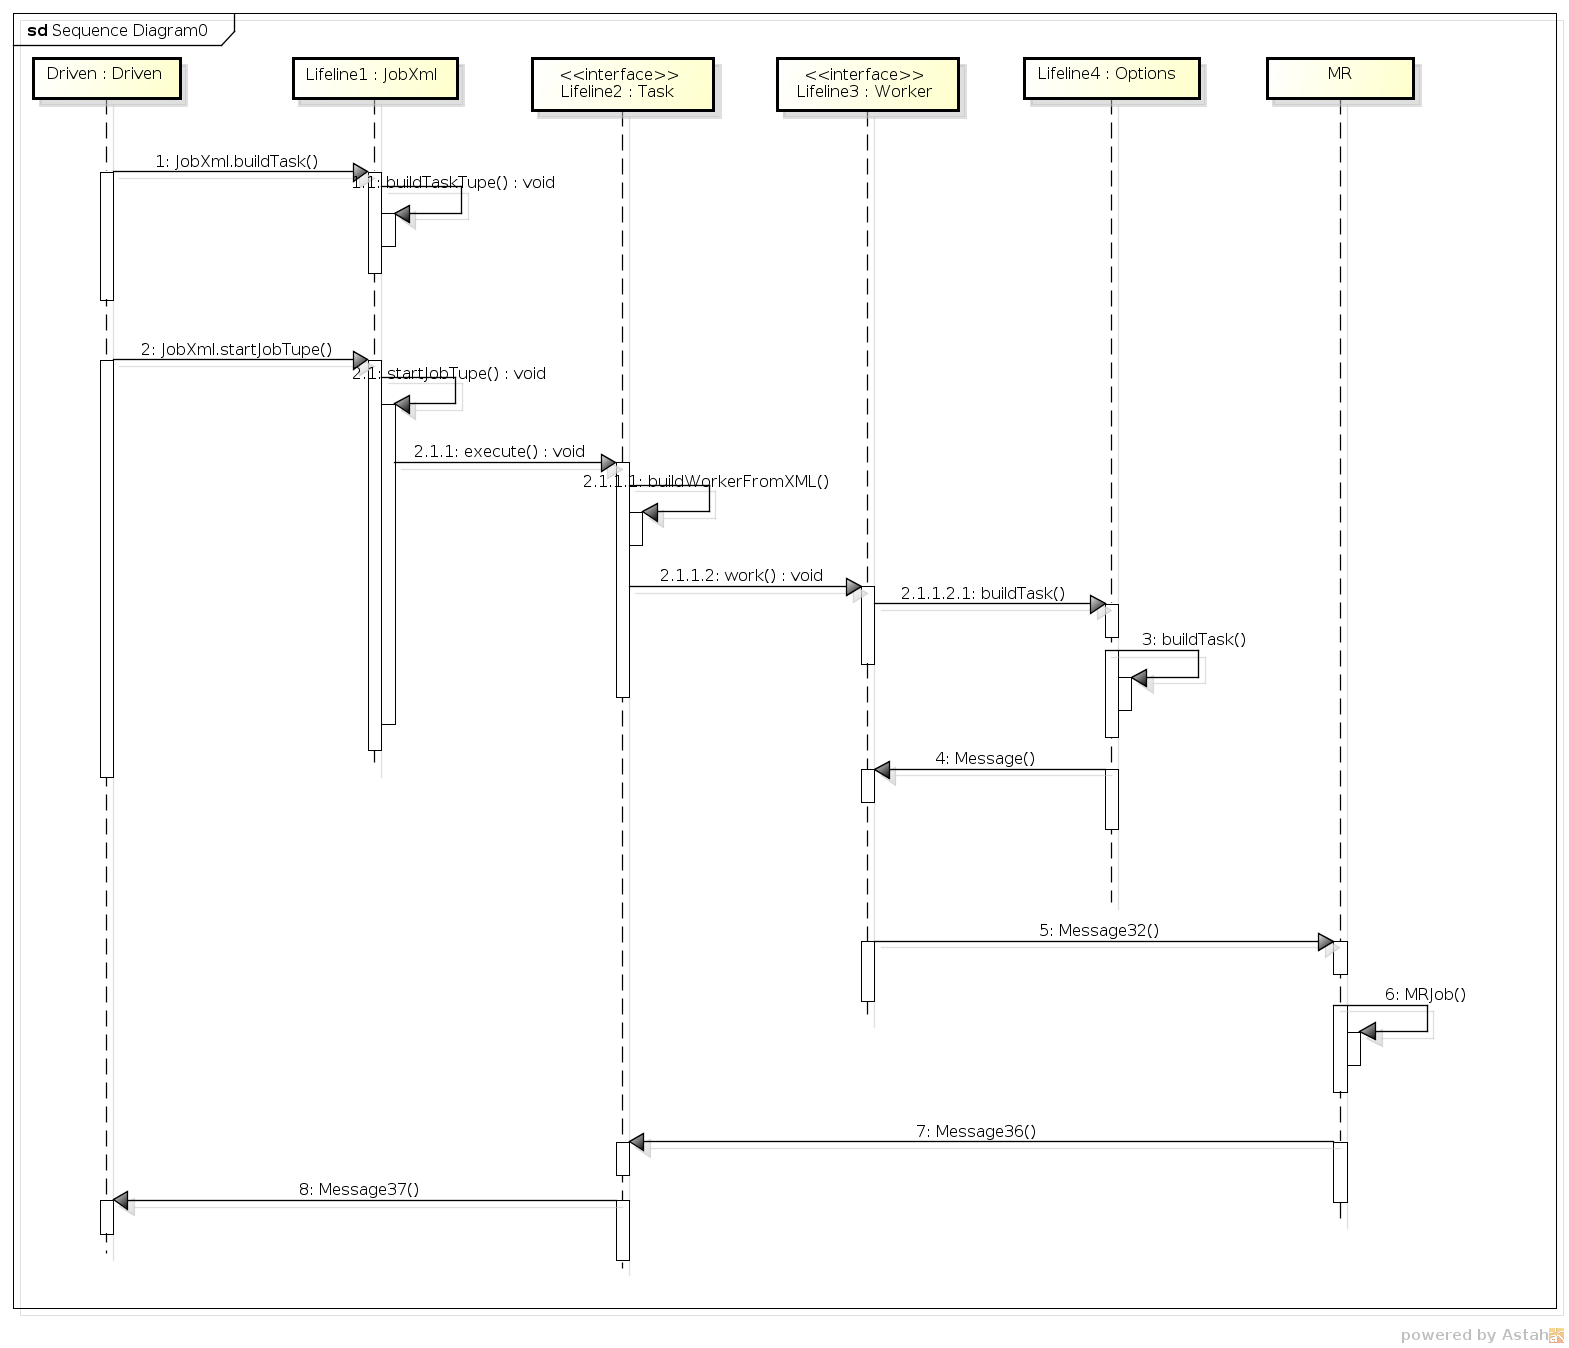 sd Sequence Diagram0
Driven : Driven
Lifeline1 : JobXml
<<interface>>
Lifeline2 : Task
<<interface>>
Lifeline3 : Worker
Lifeline4 : Options
MR
1: JobXml.buildTask()
1.1: buildTaskTupe() : void
2: JobXml.startJobTupe()
2.1: startJobTupe() : void
2.1.1: execute() : void
2.1.1.1: buildWorkerFromXML()
2.1.1.2: work() : void
2.1.1.2.1: buildTask()
3: buildTask()
4: Message()
5: Message32()
6: MRJob()
7: Message36()
8: Message37()
powered by Astah